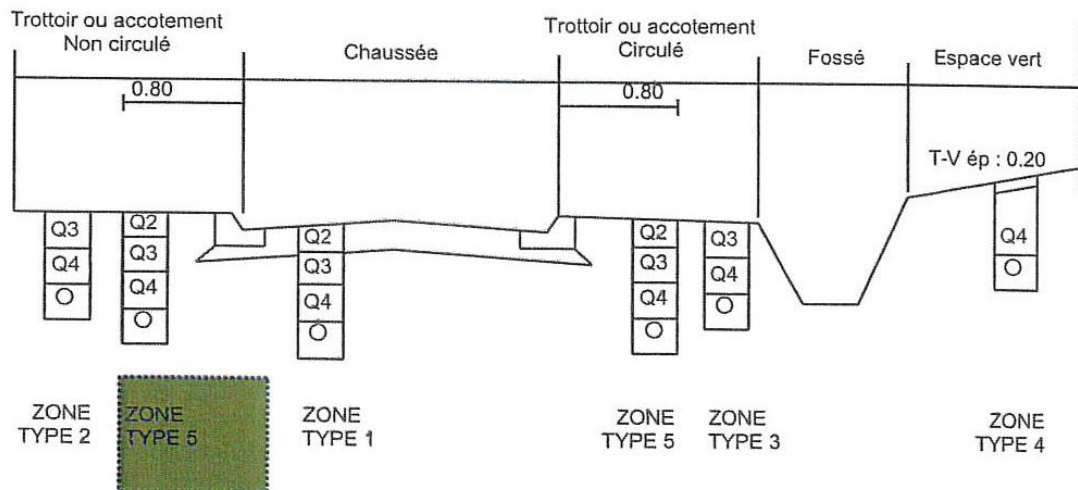 Trottoir ou accotement
Non circulé
Chaussée
Trottoir ou accotement
Circulé
Fossé
Espace vert
0.80
0.80
T-V ép : 0.20
Q3
Q4
Q2
Q3
Q4
Q2
Q3
Q4
Q2
Q3
Q4
Q3
Q4
Q4
ZONE
TYPE 2
ZONE
TYPE 5
ZONE
TYPE 1
ZONE
TYPE 5
ZONE
TYPE 3
ZONE
TYPE 4